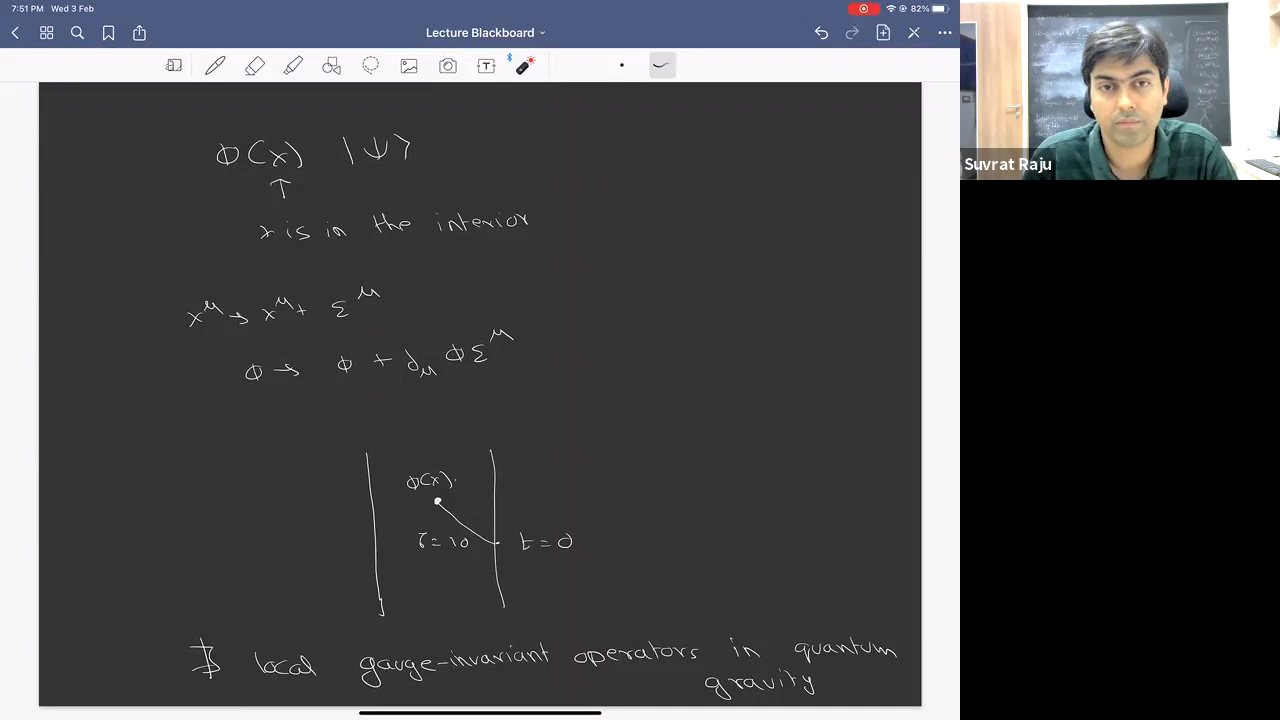 7:51 PM Wed 3 Feb
82%
Lecture Blackboard
ϕ(x) |ψ⟩
↑
x is in the interior
x^μ → x^μ + ξ^μ
ϕ → ϕ + ∂_μ ϕ ξ^μ
ϕ(x)
τ = 10
t = 0
∄ local gauge-invariant operators in quantum
gravity
Suvrat Raju